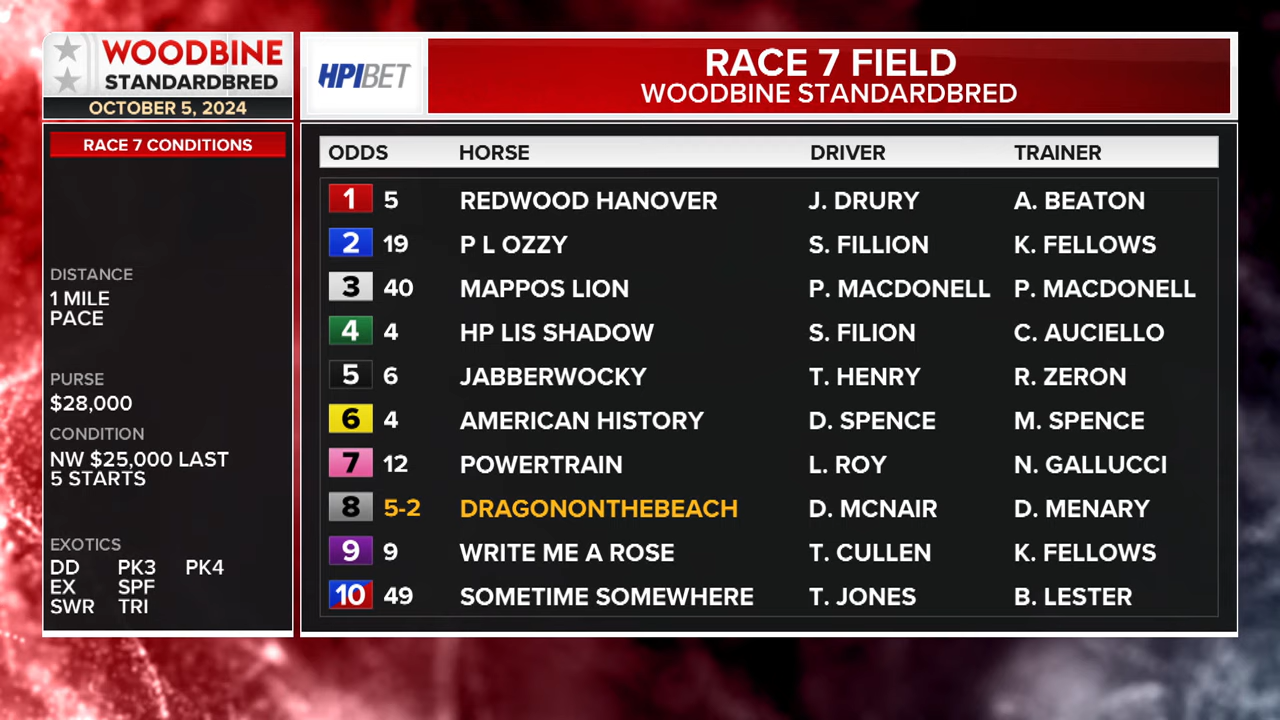 WOODBINE
STANDARDBRED
OCTOBER 5, 2024
RACE 7 CONDITIONS
DISTANCE
1 MILE
PACE
PURSE
$28,000
CONDITION
NW $25,000 LAST
5 STARTS
EXOTICS
DD PK3 PK4
EX SPF
SWR TRI
HPIBET
RACE 7 FIELD
WOODBINE STANDARDBRED
ODDS HORSE DRIVER TRAINER
1 5 REDWOOD HANOVER J. DRURY A. BEATON
2 19 P L OZZY S. FILLION K. FELLOWS
3 40 MAPPOS LION P. MACDONELL P. MACDONELL
4 4 HP LIS SHADOW S. FILION C. AUCIELLO
5 6 JABBERWOCKY T. HENRY R. ZERON
6 4 AMERICAN HISTORY D. SPENCE M. SPENCE
7 12 POWERTRAIN L. ROY N. GALLUCCI
8 5-2 DRAGONONTHEBEACH D. MCNAIR D. MENARY
9 9 WRITE ME A ROSE T. CULLEN K. FELLOWS
10 49 SOMETIME SOMEWHERE T. JONES B. LESTER